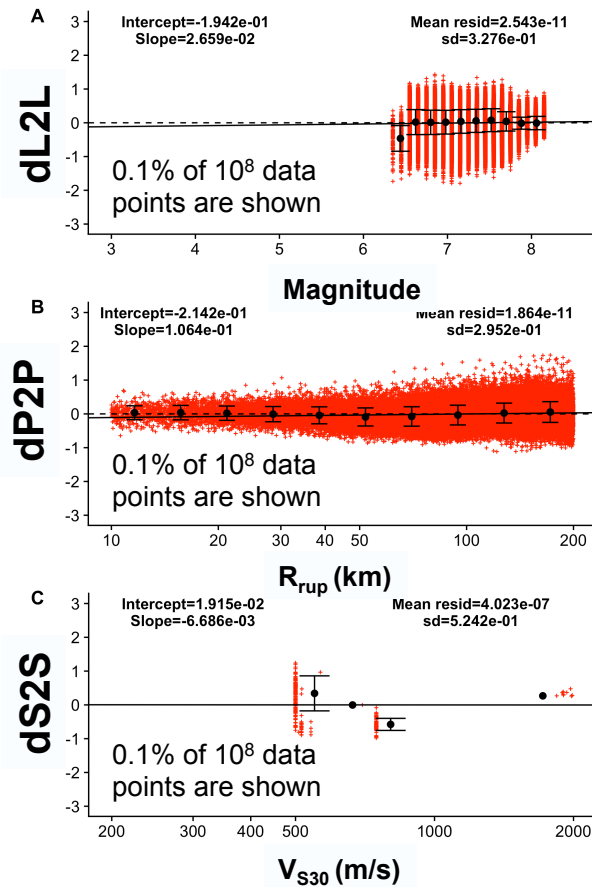 A
Intercept=-1.942e-01
Slope=2.659e-02
Mean resid=2.543e-11
sd=3.276e-01
dL2L
3
2
1
0
-1
-2
-3
0.1% of 10⁸ data
points are shown
3 4 5 6 7 8
Magnitude
B
Intercept=-2.142e-01
Slope=1.064e-01
Mean resid=1.864e-11
sd=2.952e-01
dP2P
3
2
1
0
-1
-2
-3
0.1% of 10⁸ data
points are shown
10 20 30 40 50 100 200
R_rup (km)
C
Intercept=1.915e-02
Slope=-6.686e-03
Mean resid=4.023e-07
sd=5.242e-01
dS2S
3
2
1
0
-1
-2
-3
0.1% of 10⁸ data
points are shown
200 500 1000 2000
V_S30 (m/s)